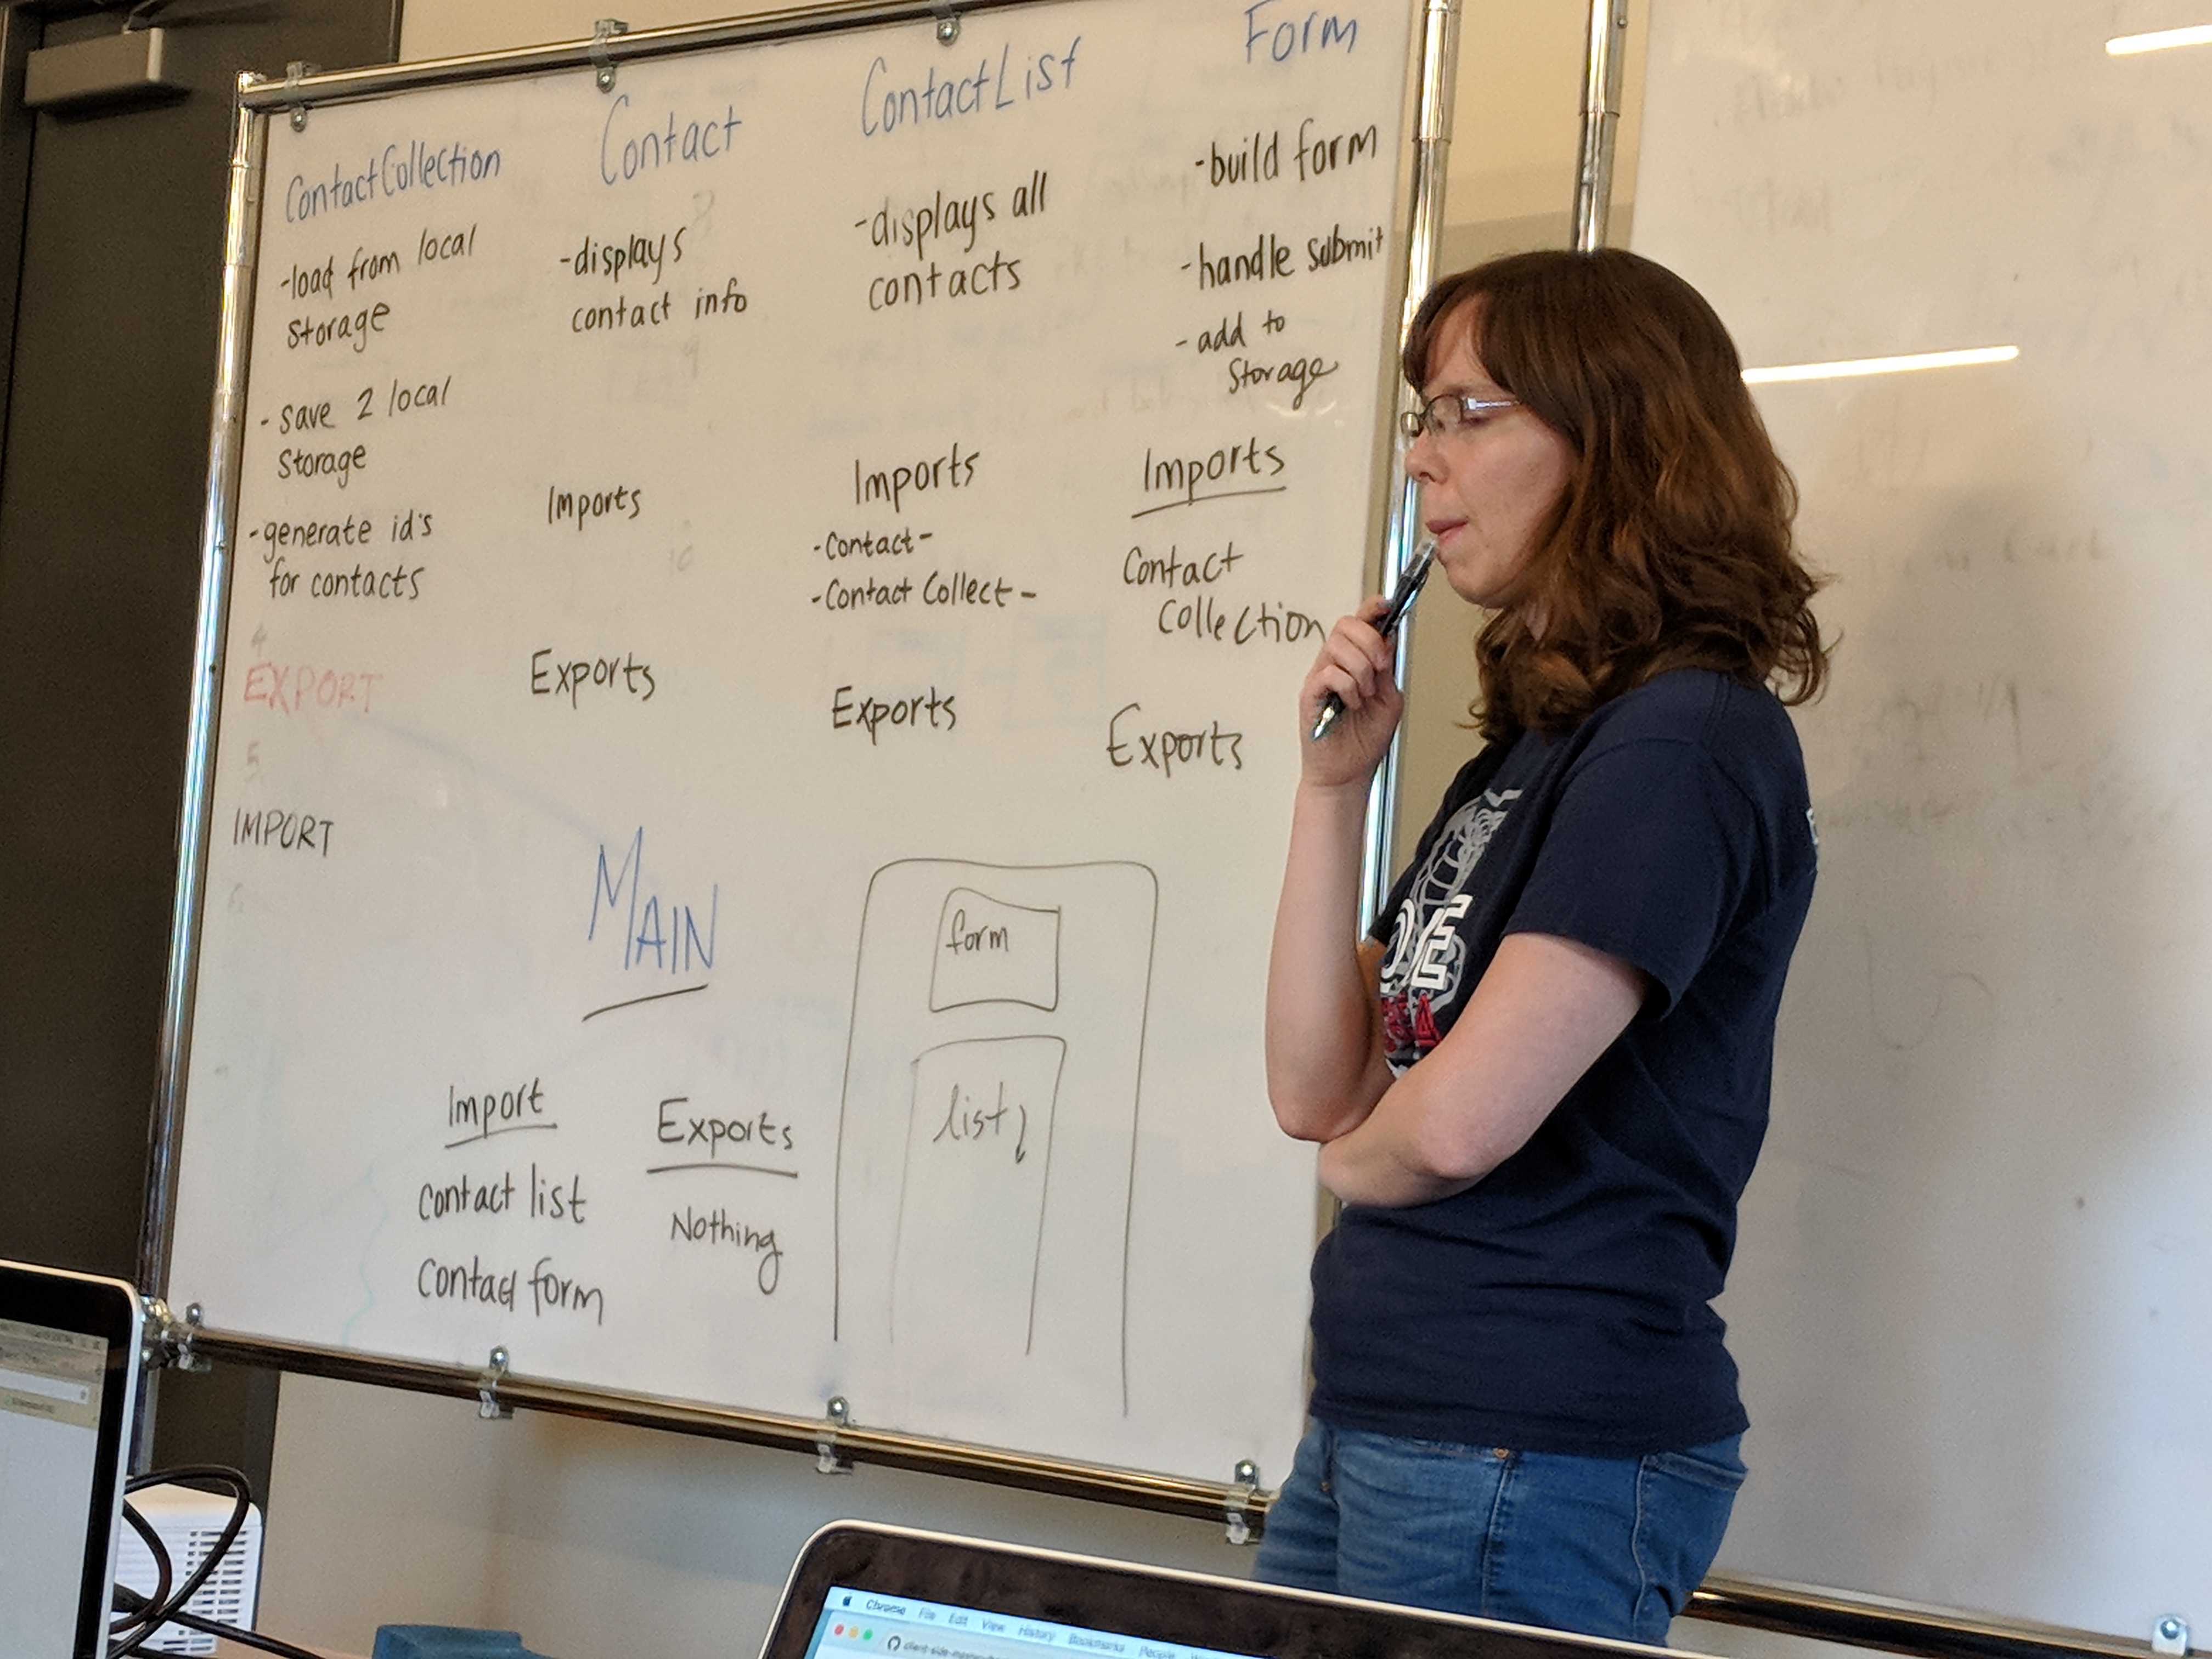 ContactCollection
-load from local
Storage
- save 2 local
Storage
-generate id's
for contacts
4
EXPORT
5
IMPORT
6
Contact
-displays
contact info
Imports
Exports
ContactList
-displays all
contacts
Imports
-Contact-
-Contact Collect-
Exports
Form
-build form
-handle submit
- add to
Storage
Imports
Contact
Collection
Exports
MAIN
Import
Contact list
Contact form
Exports
Nothing
form
list
Chrome File Edit View History Bookmarks People